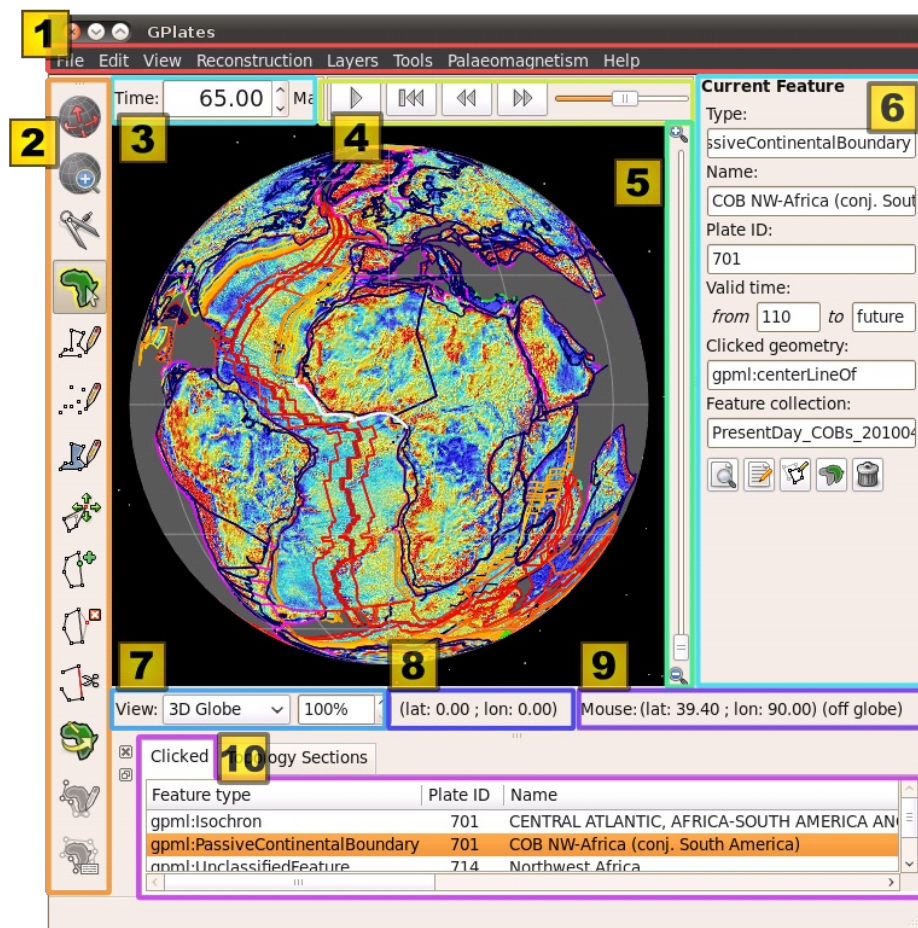 1
GPlates
File Edit View Reconstruction Layers Tools Palaeomagnetism Help
2
Time: 65.00 Ma
3
4
5
Current Feature
6
Type:
ssiveContinentalBoundary
Name:
COB NW-Africa (conj. Sout
Plate ID:
701
Valid time:
from 110 to future
Clicked geometry:
gpml:centerLineOf
Feature collection:
PresentDay_COBs_201004
7
8
9
View: 3D Globe 100% (lat: 0.00 ; lon: 0.00) Mouse: (lat: 39.40 ; lon: 90.00) (off globe)
10
Clicked Topology Sections
Feature type Plate ID Name
gpml:Isochron 701 CENTRAL ATLANTIC, AFRICA-SOUTH AMERICA AN
gpml:PassiveContinentalBoundary 701 COB NW-Africa (conj. South America)
gpml:UnclassifiedFeature 714 Northwest Africa